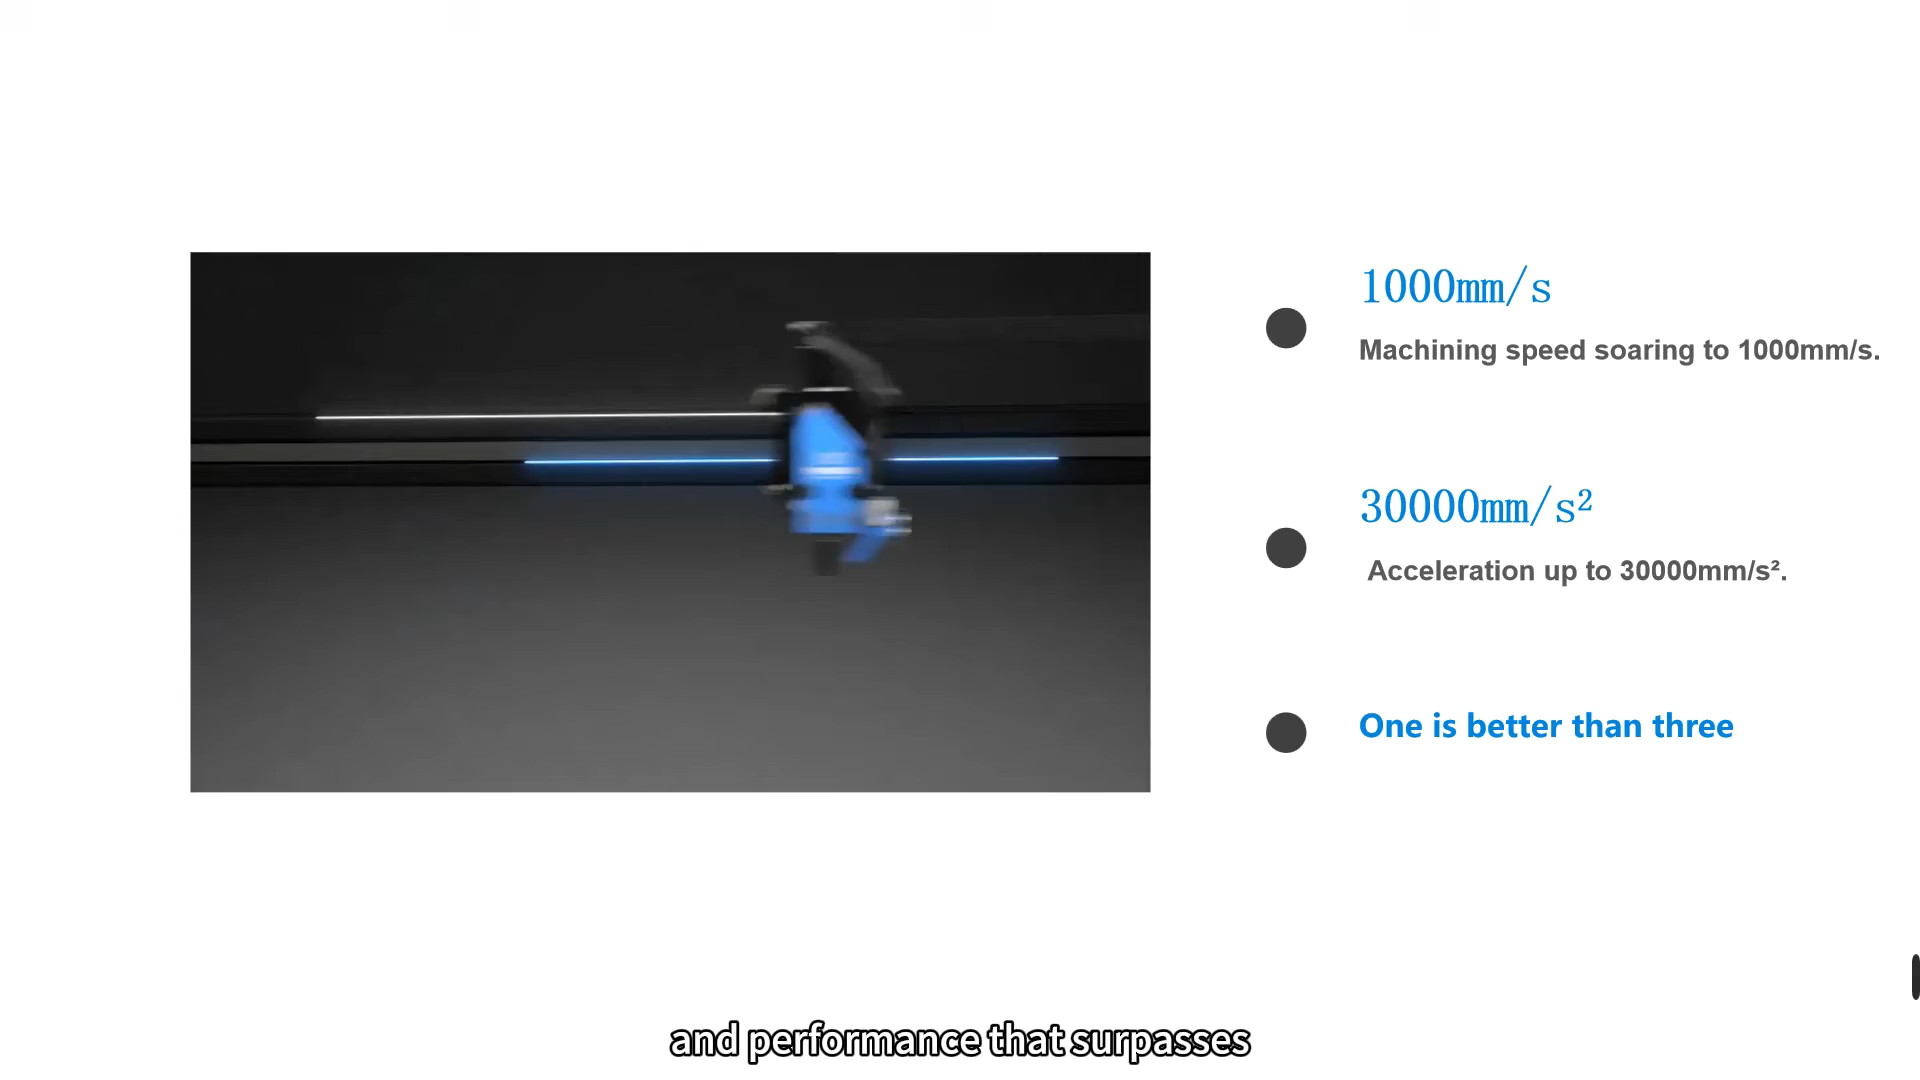 1000mm/s
Machining speed soaring to 1000mm/s.
30000mm/s²
Acceleration up to 30000mm/s².
One is better than three
and performance that surpasses